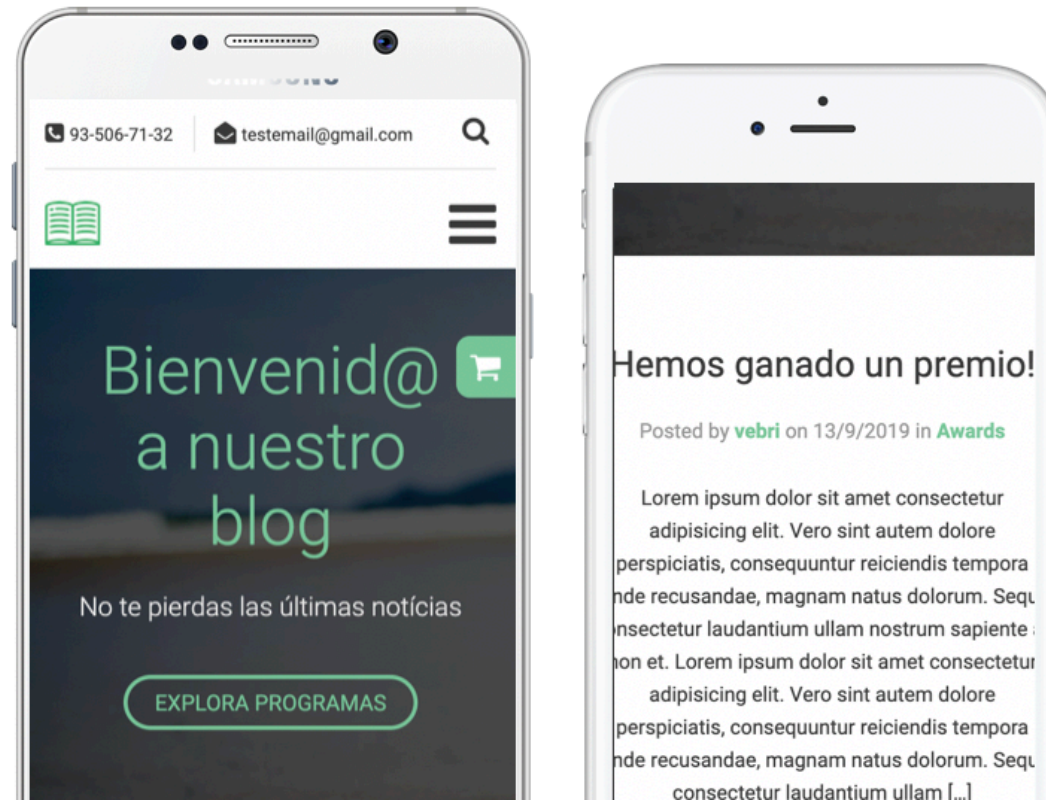 93-506-71-32
testemail@gmail.com
Bienvenid@
a nuestro
blog
No te pierdas las últimas notícias
EXPLORA PROGRAMAS
Hemos ganado un premio!
Posted by vebri on 13/9/2019 in Awards
Lorem ipsum dolor sit amet consectetur
adipisicing elit. Vero sint autem dolore
perspiciatis, consequuntur reiciendis tempora
recusandae, magnam natus dolorum.
laudantium ullam nostrum sapiente
et. Lorem ipsum dolor sit amet consectetur
adipisicing elit. Vero sint autem dolore
perspiciatis, consequuntur reiciendis tempora
recusandae, magnam natus dolorum.
consectetur laudantium ullam [...]